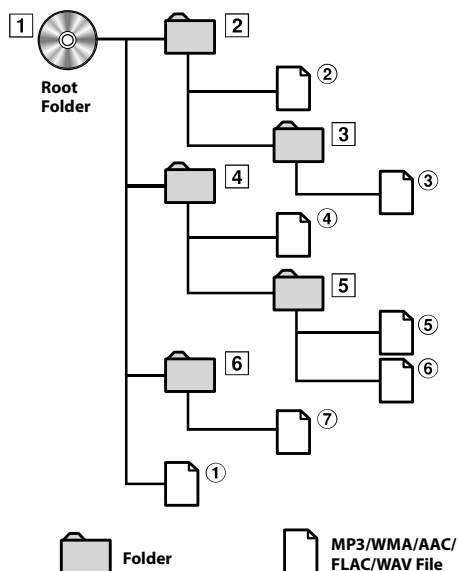 1
2
Root
Folder
②
3
4
③
④
5
⑤
6
⑥
⑦
①
Folder
MP3/WMA/AAC/
FLAC/WAV File